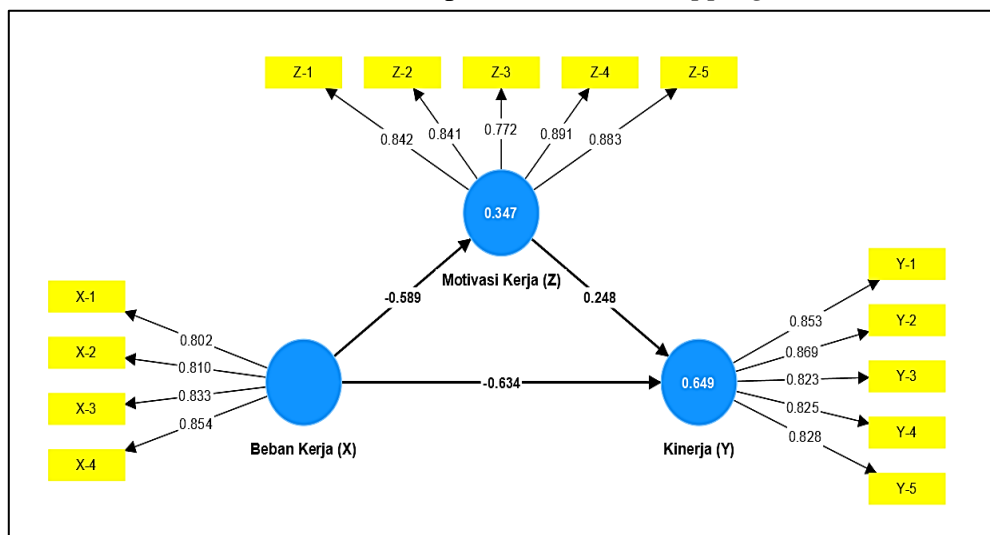 Z-1 Z-2 Z-3 Z-4 Z-5
0.842 0.841 0.772 0.891 0.883
0.347
Motivasi Kerja (Z)
-0.589 0.248
X-1
X-2
X-3
X-4
0.802
0.810
0.833
0.854
Beban Kerja (X)
-0.634
0.649
Kinerja (Y)
0.853
0.869
0.823
0.825
0.828
Y-1
Y-2
Y-3
Y-4
Y-5